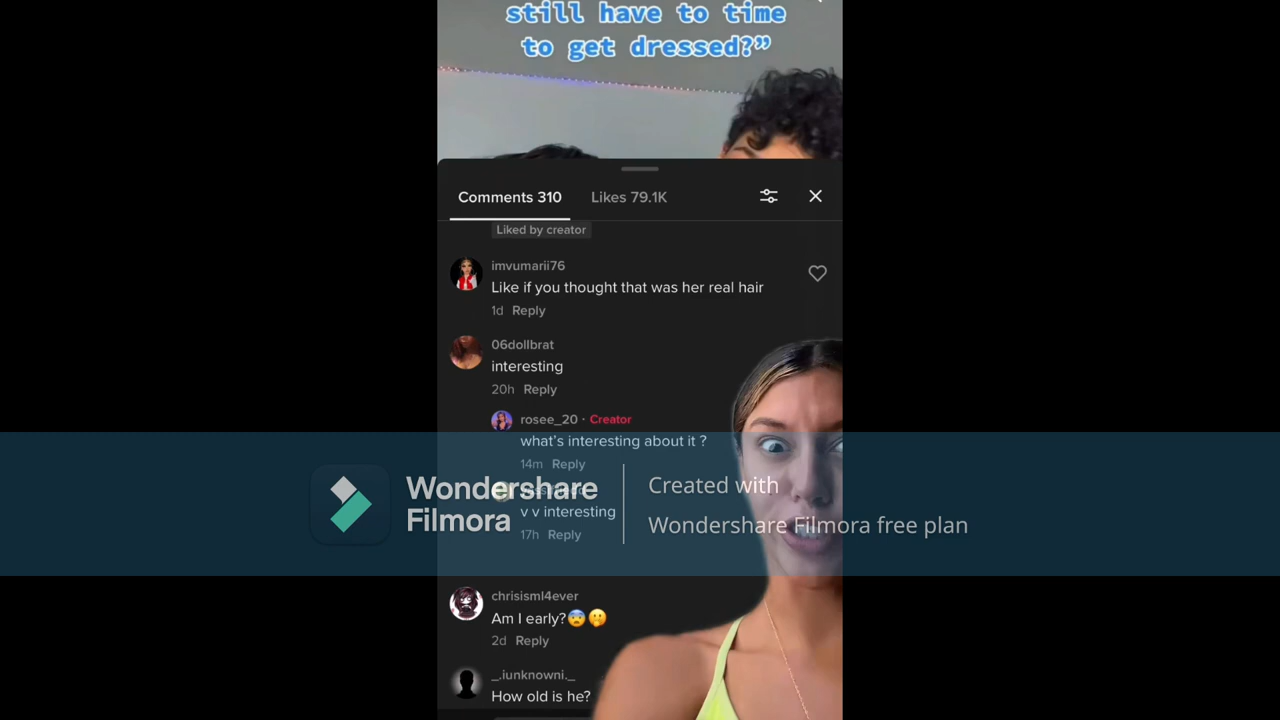 still have to time
to get dressed?”
Comments 310
Likes 79.1K
Liked by creator
imvumarii76
Like if you thought that was her real hair
1d Reply
06dollbrat
interesting
20h Reply
rosee_20 · Creator
what's interesting about it ?
14m Reply
v v interesting
17h Reply
Wondershare
Filmora
Created with
Wondershare Filmora free plan
chrisisml4ever
Am I early?😨🫢
2d Reply
_.iunknowni._
How old is he?